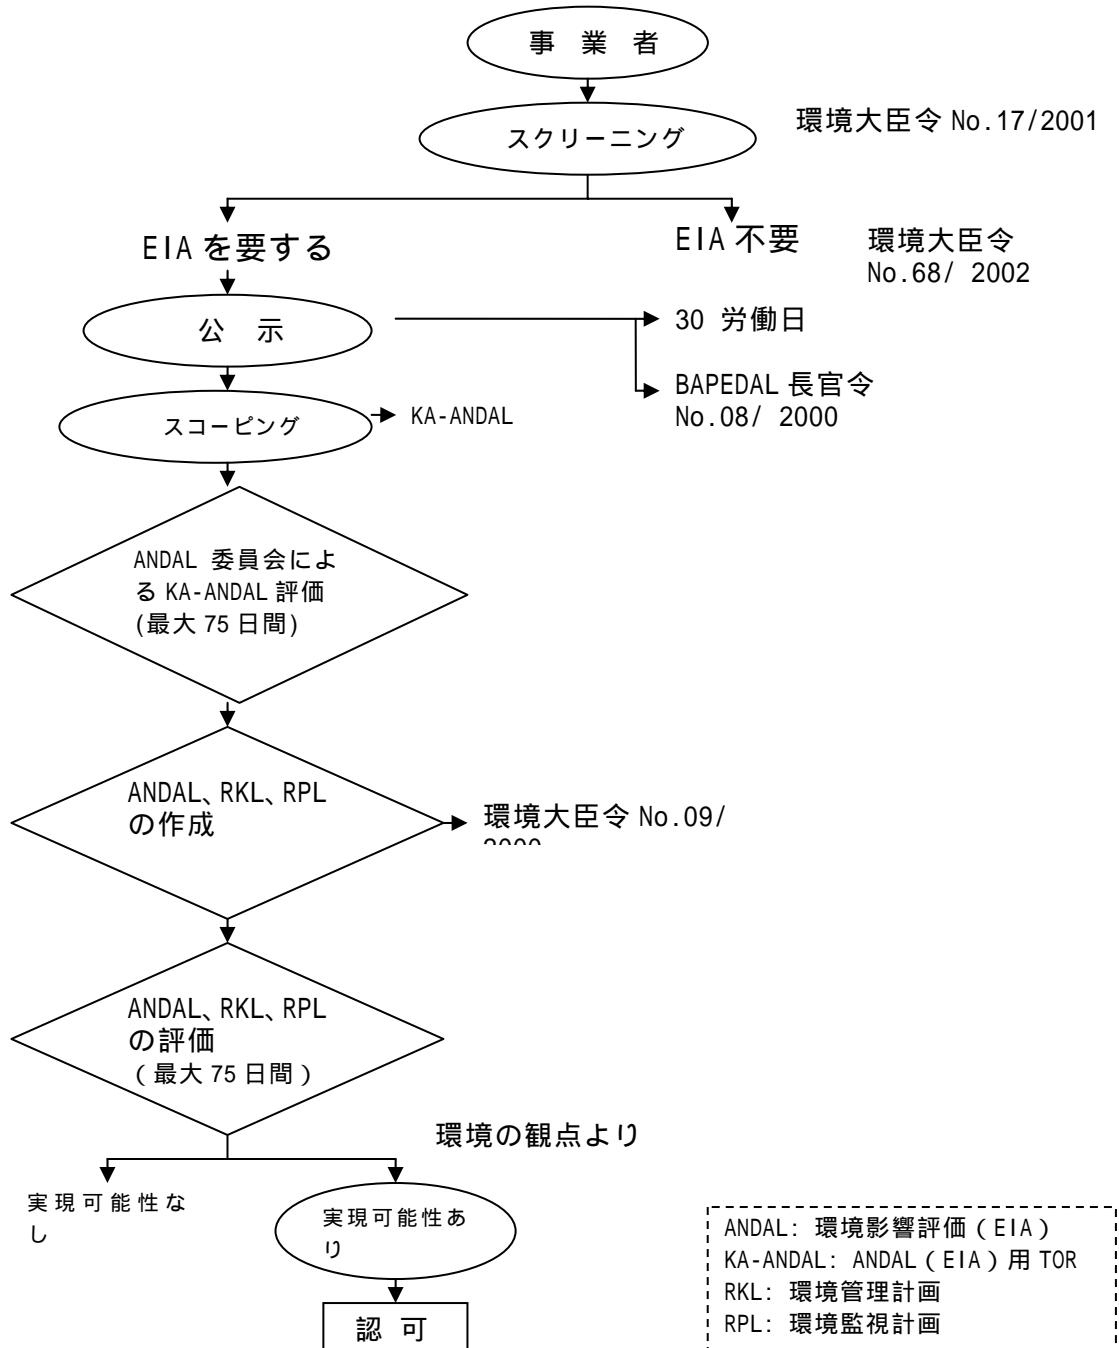 事 業 者
スクリーニング
環境大臣令 No.17/2001
EIA を要する
EIA 不要
環境大臣令
No.68/ 2002
公 示
30 労働日
BAPEDAL 長官令
No.08/ 2000
スコーピング
KA-ANDAL
ANDAL 委員会によ
る KA-ANDAL 評価
(最大 75 日間)
ANDAL、RKL、RPL
の作成
環境大臣令 No.09/
ANDAL、RKL、RPL
の評価
（最大 75 日間）
環境の観点より
実現可能性な
し
実現可能性あ
り
認 可
ANDAL: 環境影響評価（EIA）
KA-ANDAL: ANDAL（EIA）用 TOR
RKL: 環境管理計画
RPL: 環境監視計画